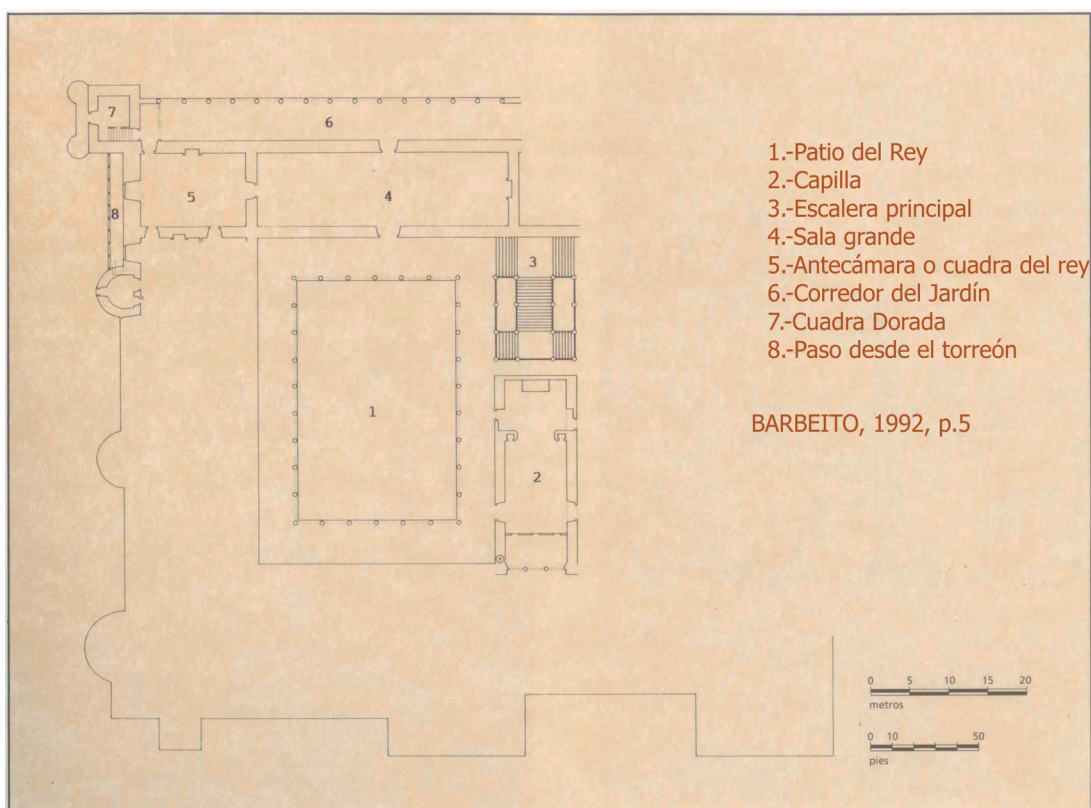 7
6
5
4
8
3
1
2
1.-Patio del Rey
2.-Capilla
3.-Escalera principal
4.-Sala grande
5.-Antecámara o cuadra del rey
6.-Corredor del Jardín
7.-Cuadra Dorada
8.-Paso desde el torreón
BARBEITO, 1992, p.5
0 5 10 15 20
metros
0 10 50
pies